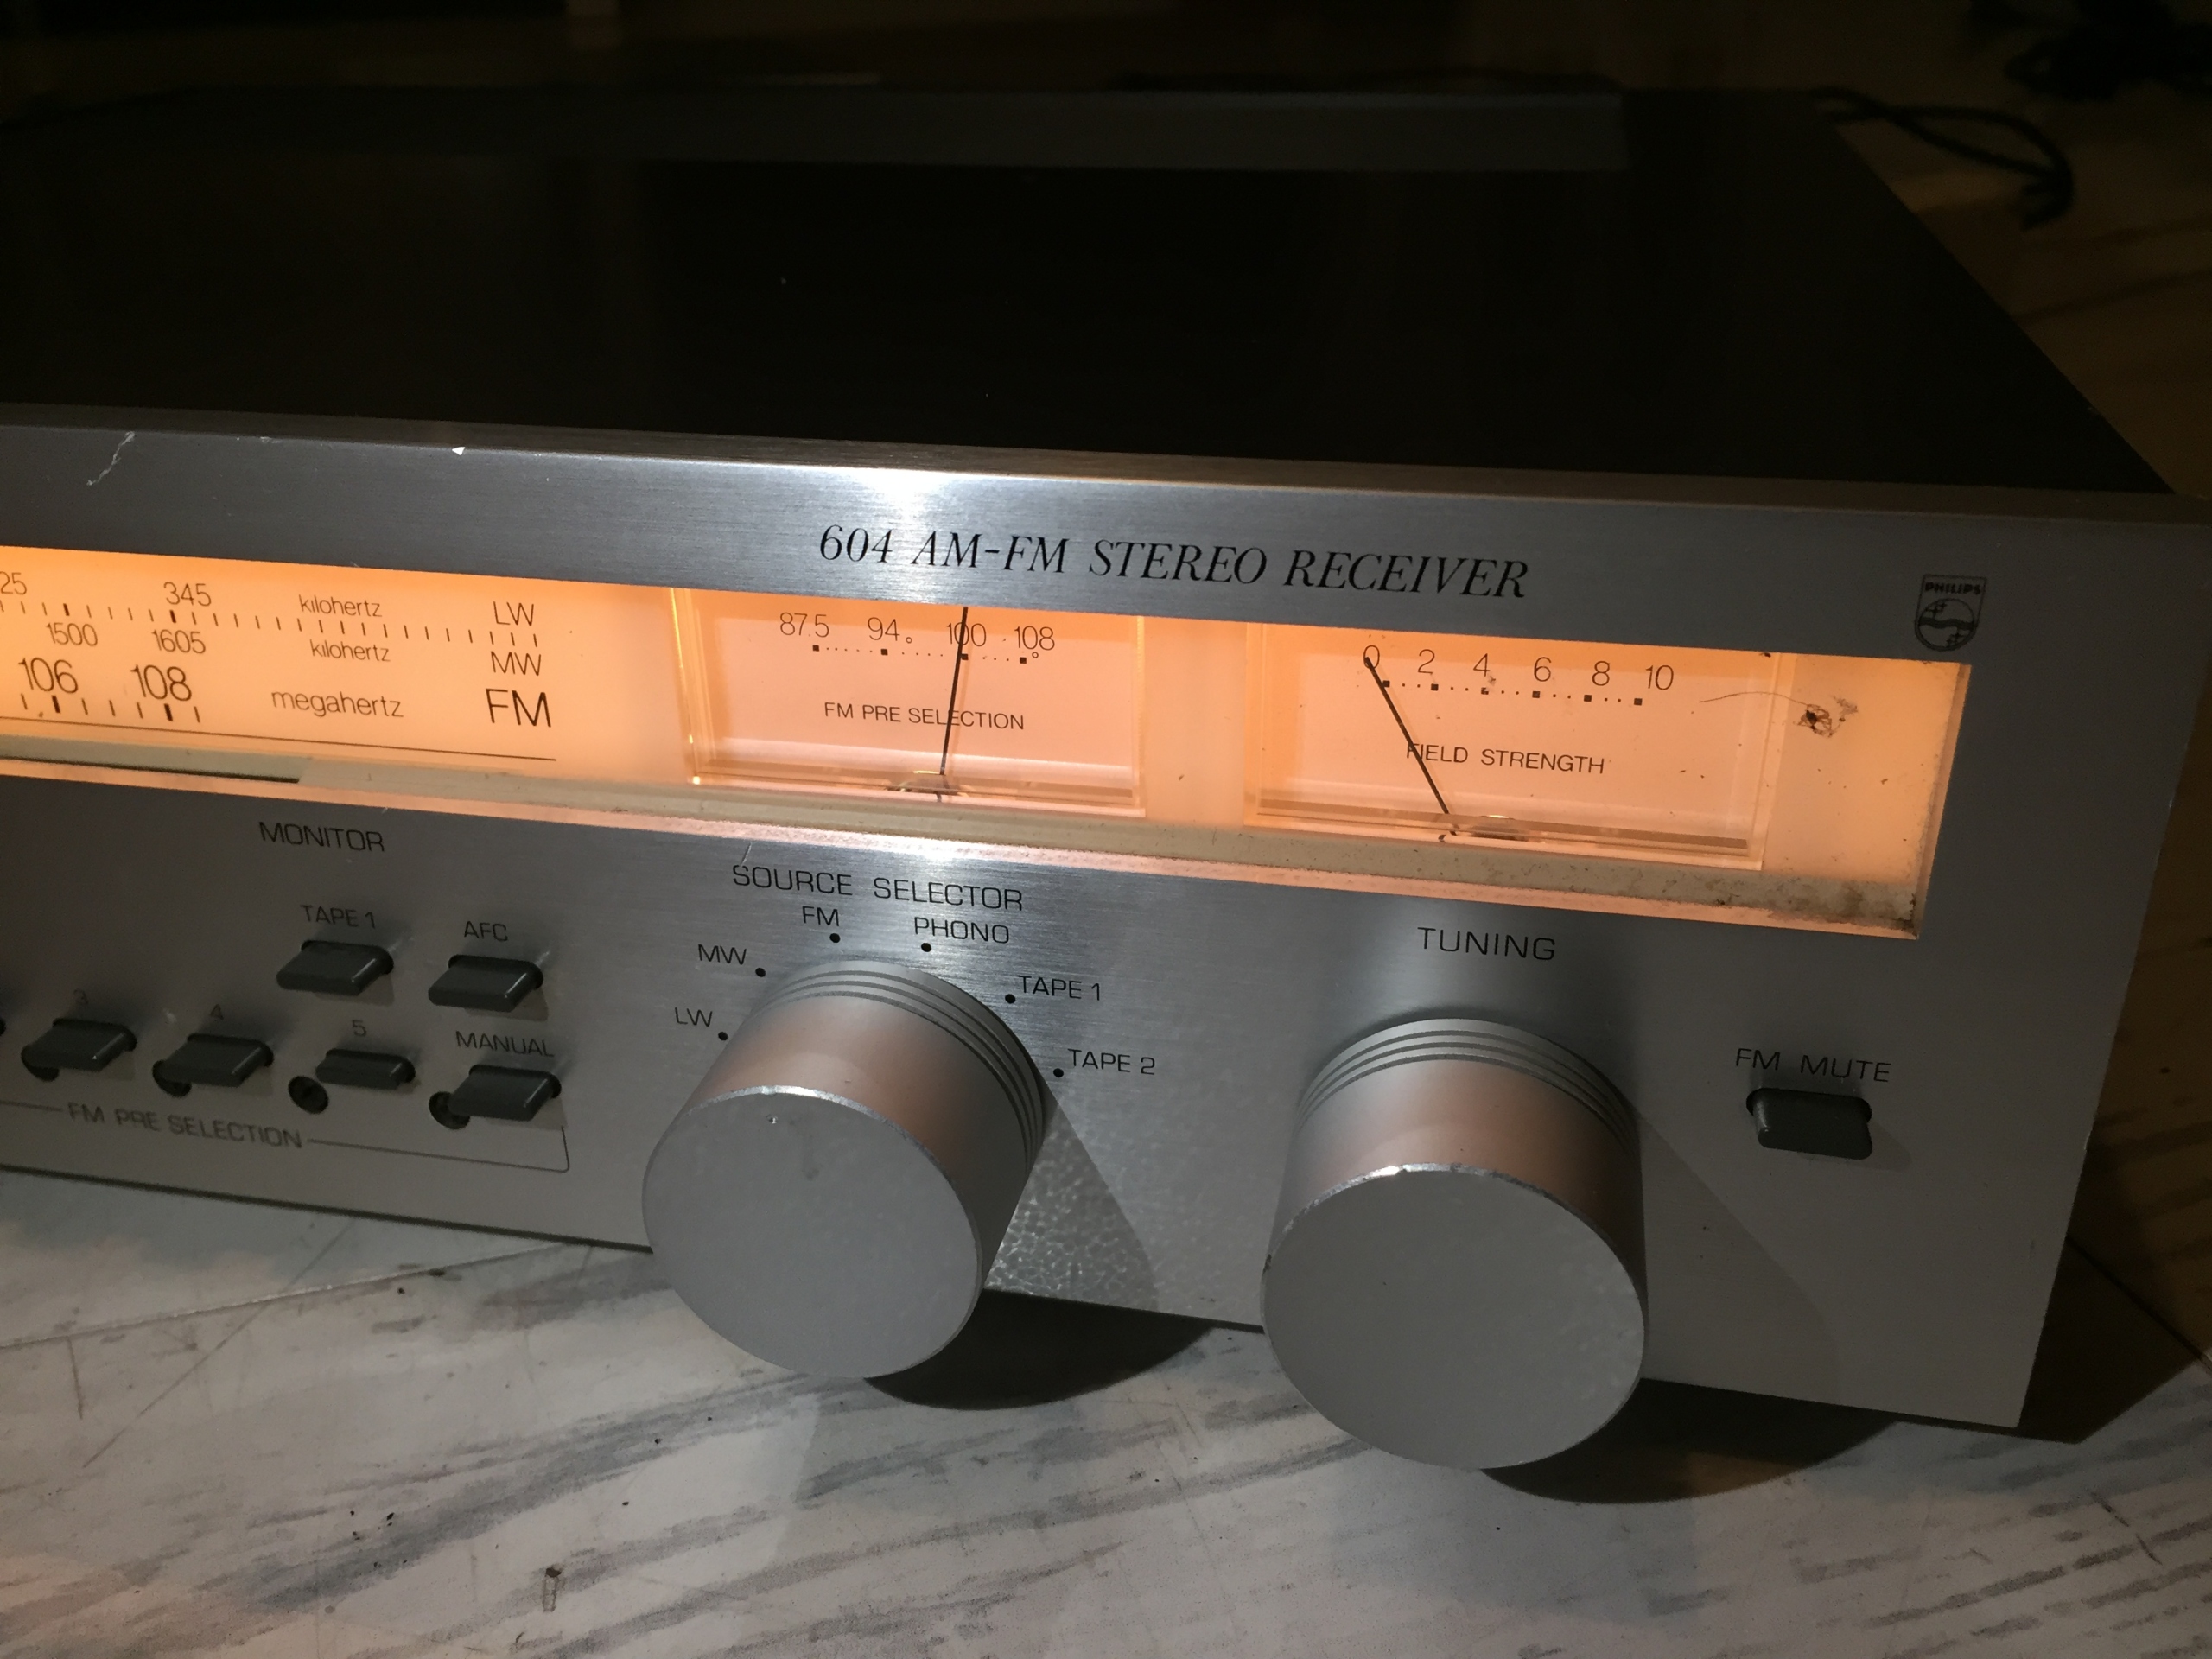 604 AM-FM STEREO RECEIVER
PHILIPS
25 345 kilohertz LW
1500 1605 kilohertz MW
106 108 megahertz FM
87.5 94 100 108
FM PRE SELECTION
0 2 4 6 8 10
FIELD STRENGTH
MONITOR
TAPE 1
AFC
3
4
5
MANUAL
FM PRE SELECTION
SOURCE SELECTOR
LW
MW
FM
PHONO
TAPE 1
TAPE 2
TUNING
FM MUTE